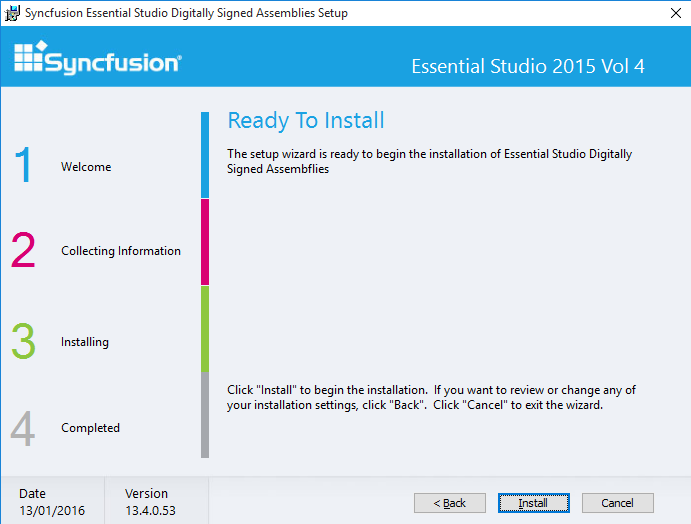 Syncfusion Essential Studio Digitally Signed Assemblies Setup
Syncfusion®
Essential Studio 2015 Vol 4
Ready To Install
The setup wizard is ready to begin the installation of Essential Studio Digitally
Signed Assembflies
1 Welcome
2 Collecting Information
3 Installing
4 Completed
Click "Install" to begin the installation.  If you want to review or change any of
your installation settings, click "Back".  Click "Cancel" to exit the wizard.
Date
13/01/2016
Version
13.4.0.53
< Back
Install
Cancel